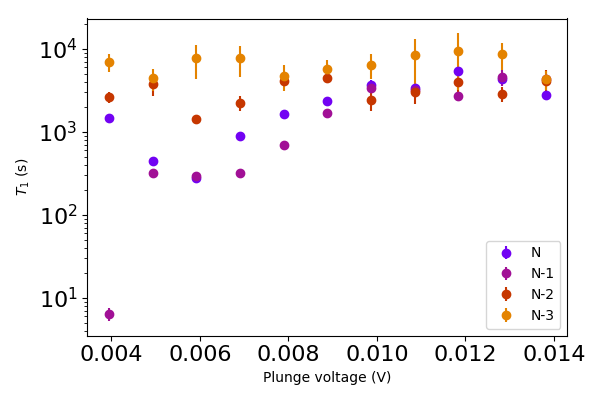 10⁴
10³
10²
10¹
T₁ (s)
N
N-1
N-2
N-3
0.004 0.006 0.008 0.010 0.012 0.014
Plunge voltage (V)